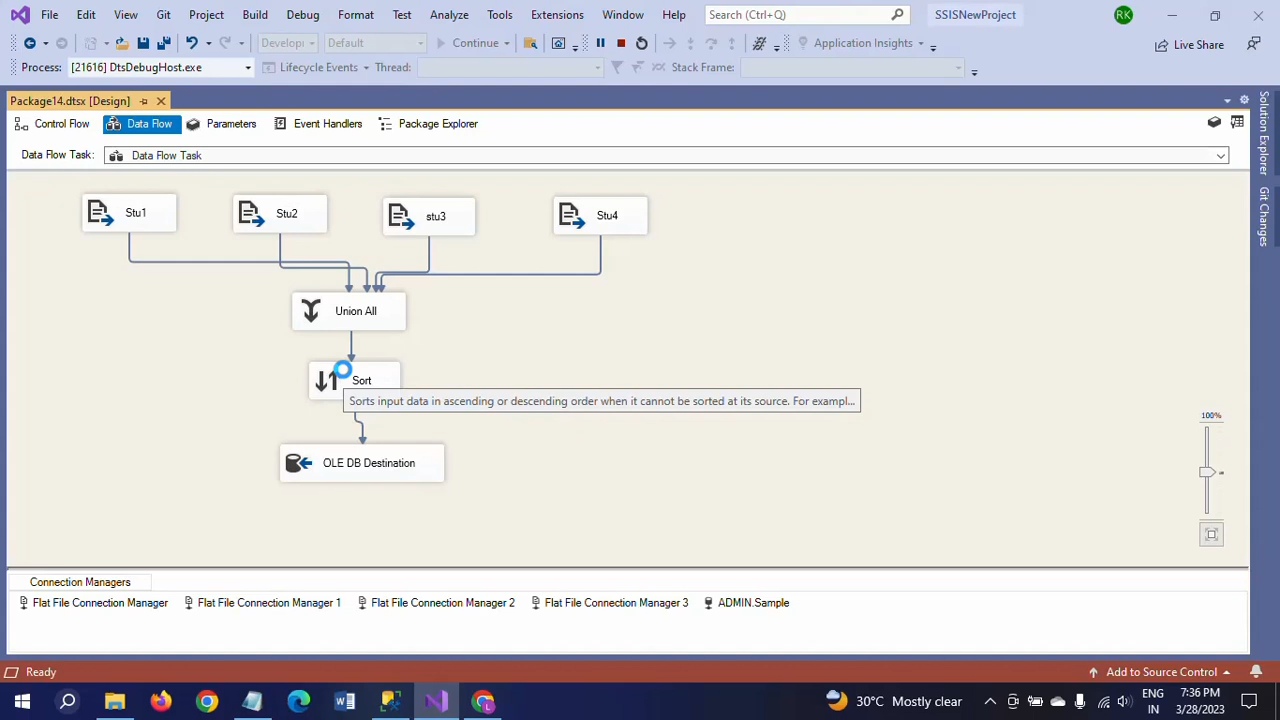 File Edit View Git Project Build Debug Format Test Analyze Tools Extensions Window Help Search (Ctrl+Q) SSISNewProject RK
Developi Default Continue Application Insights Live Share
Process: [21616] DtsDebugHost.exe Lifecycle Events Thread: Stack Frame:
Package14.dtsx [Design]
Control Flow Data Flow Parameters Event Handlers Package Explorer
Data Flow Task: Data Flow Task
Solution Explorer
Git Changes
Stu1 Stu2 stu3 Stu4
Union All
Sort
Sorts input data in ascending or descending order when it cannot be sorted at its source. For exampl...
OLE DB Destination
100%
Connection Managers
Flat File Connection Manager Flat File Connection Manager 1 Flat File Connection Manager 2 Flat File Connection Manager 3 ADMIN.Sample
Ready Add to Source Control
30°C Mostly clear ENG IN 7:36 PM 3/28/2023